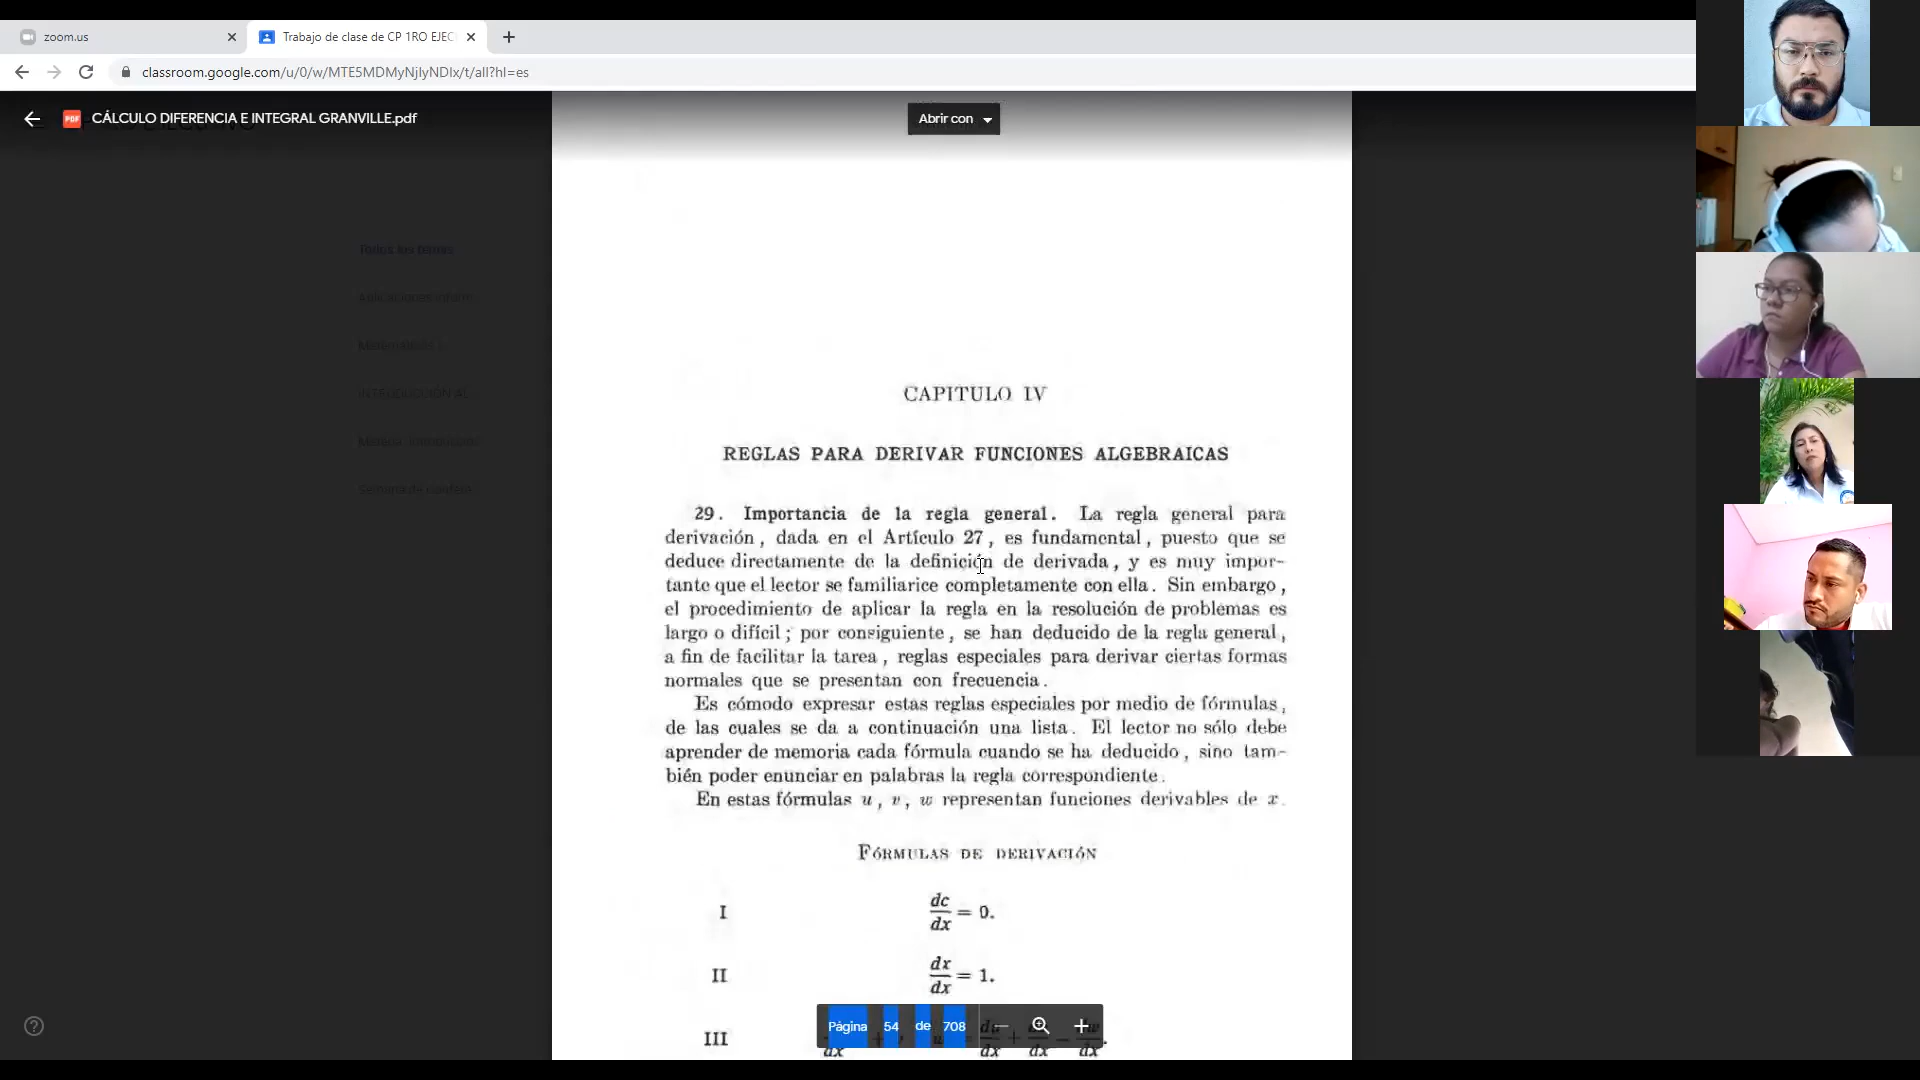 zoom.us
Trabajo de clase de CP 1RO EJEC
classroom.google.com/u/0/w/MTE5MDMyNjIyNDIx/t/all?hl=es
CÁLCULO DIFERENCIA E INTEGRAL GRANVILLE.pdf
Abrir con
Todos los temas
CAPITULO IV
REGLAS PARA DERIVAR FUNCIONES ALGEBRAICAS
29. Importancia de la regla general. La regla general para
derivación, dada en el Artículo 27, es fundamental, puesto que se
deduce directamente de la definición de derivada, y es muy impor-
tante que el lector se familiarice completamente con ella. Sin embargo,
el procedimiento de aplicar la regla en la resolución de problemas es
largo o difícil; por consiguiente, se han deducido de la regla general,
a fin de facilitar la tarea, reglas especiales para derivar ciertas formas
normales que se presentan con frecuencia.
Es cómodo expresar estas reglas especiales por medio de fórmulas,
de las cuales se da a continuación una lista. El lector no sólo debe
aprender de memoria cada fórmula cuando se ha deducido, sino tam-
bién poder enunciar en palabras la regla correspondiente.
En estas fórmulas u, v, w representan funciones derivables de x.
FÓRMULAS DE DERIVACIÓN
I dc/dx = 0.
II dx/dx = 1.
III
Página 54 de 708